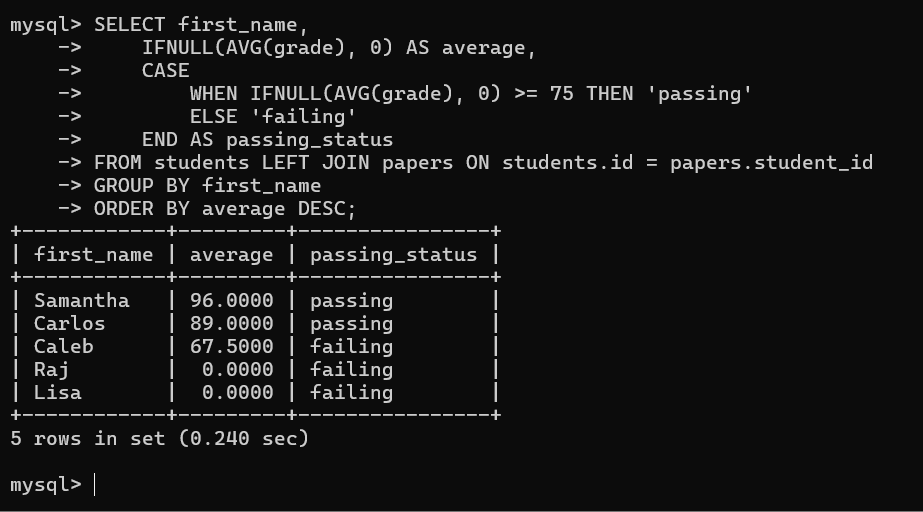 mysql> SELECT first_name,
    ->     IFNULL(AVG(grade), 0) AS average,
    ->     CASE
    ->         WHEN IFNULL(AVG(grade), 0) >= 75 THEN 'passing'
    ->         ELSE 'failing'
    ->     END AS passing_status
    -> FROM students LEFT JOIN papers ON students.id = papers.student_id
    -> GROUP BY first_name
    -> ORDER BY average DESC;
+------------+---------+----------------+
| first_name | average | passing_status |
+------------+---------+----------------+
| Samantha   | 96.0000 | passing        |
| Carlos     | 89.0000 | passing        |
| Caleb      | 67.5000 | failing        |
| Raj        |  0.0000 | failing        |
| Lisa       |  0.0000 | failing        |
+------------+---------+----------------+
5 rows in set (0.240 sec)

mysql>